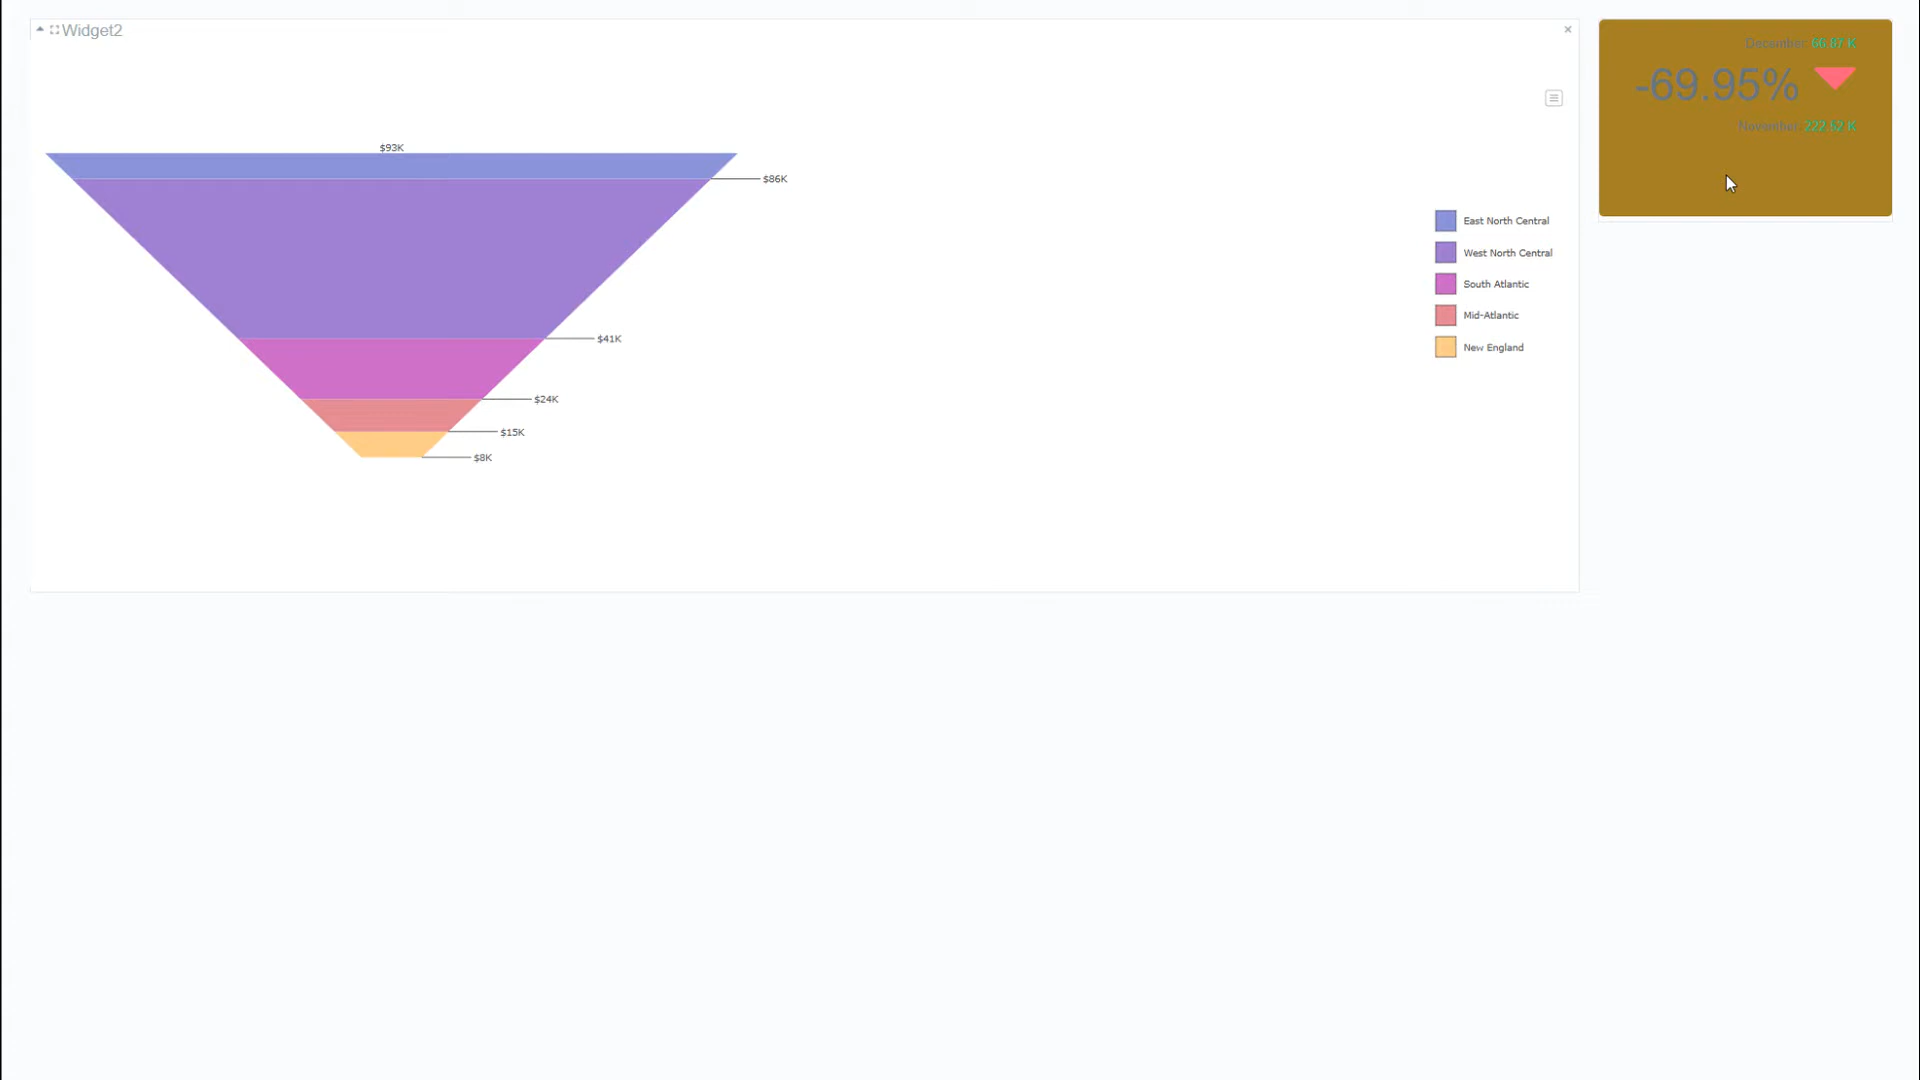 Widget2
December: 66.87 K
-69.95%
November: 222.52 K
$93K
$86K
$41K
$24K
$15K
$8K
East North Central
West North Central
South Atlantic
Mid-Atlantic
New England